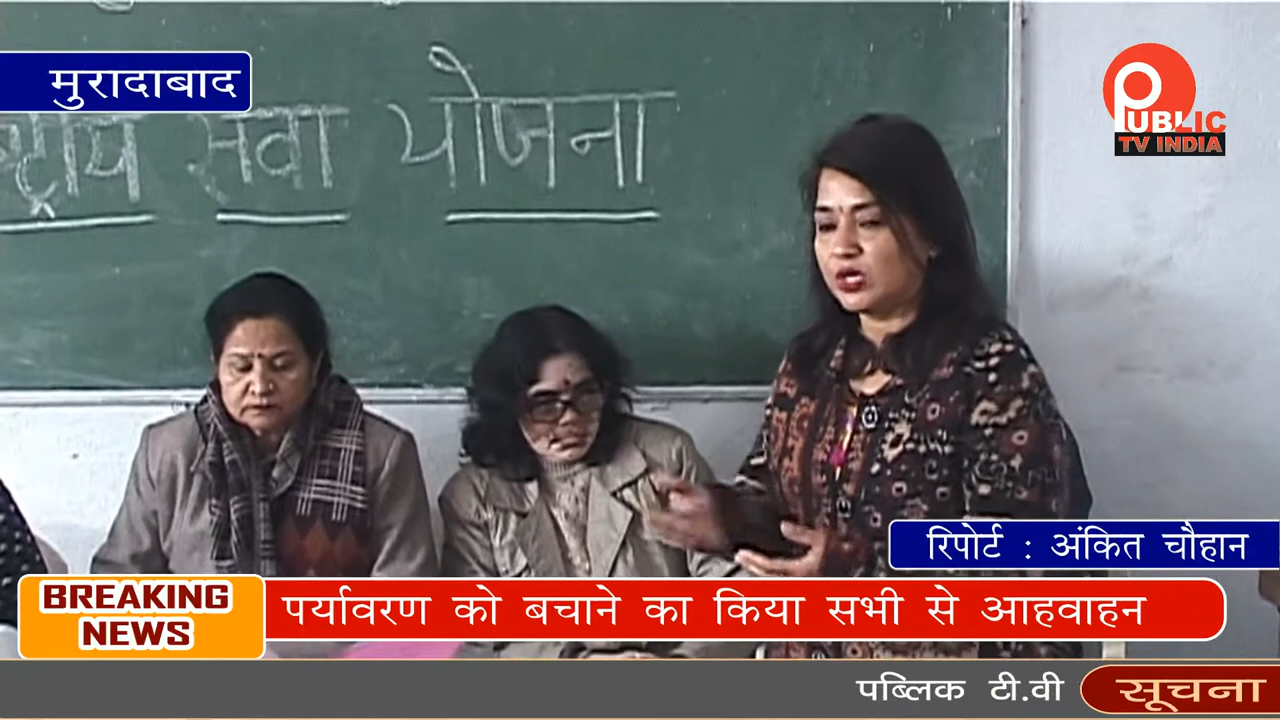 मुरादाबाद
PUBLIC
TV INDIA
सेवा योजना
रिपोर्ट : अंकित चौहान
BREAKING
NEWS
पर्यावरण को बचाने का किया सभी से आहवाहन
पब्लिक टी.वी
सूचना